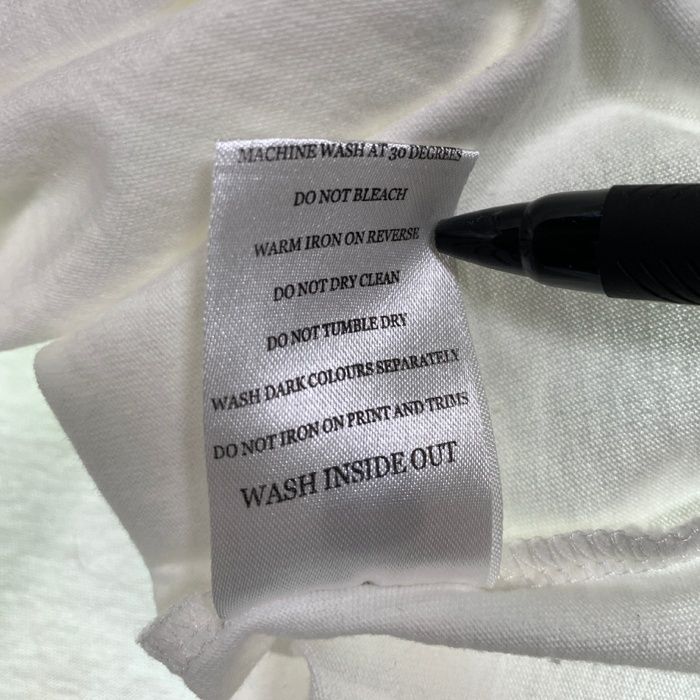 MACHINE WASH AT 30 DEGREES
DO NOT BLEACH
WARM IRON ON REVERSE
DO NOT DRY CLEAN
DO NOT TUMBLE DRY
WASH DARK COLOURS SEPARATELY
DO NOT IRON ON PRINT AND TRIMS
WASH INSIDE OUT